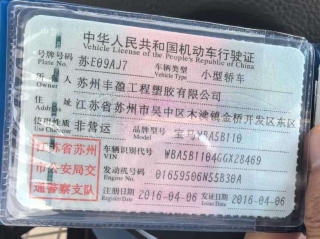 中华人民共和国机动车行驶证
Vehicle License of the People's Republic of China
号牌号码 苏E09AJ7 车辆类型 小型轿车
Plate No. Vehicle Type
所有人 苏州丰盈工程塑胶有限公司
住址 江苏省苏州市吴中区木渎镇金桥开发区东区
使用性质 非营运 品牌型号 宝马WBA5B110
Use Character
江苏省苏州市公安局交通警察支队
车辆识别代号 WBA5B1104GGX28469
VIN
发动机号码 01659506N55B30A
Engine No.
注册日期 2016-04-06 发证日期 2016-04-06
Register Date Issue Date